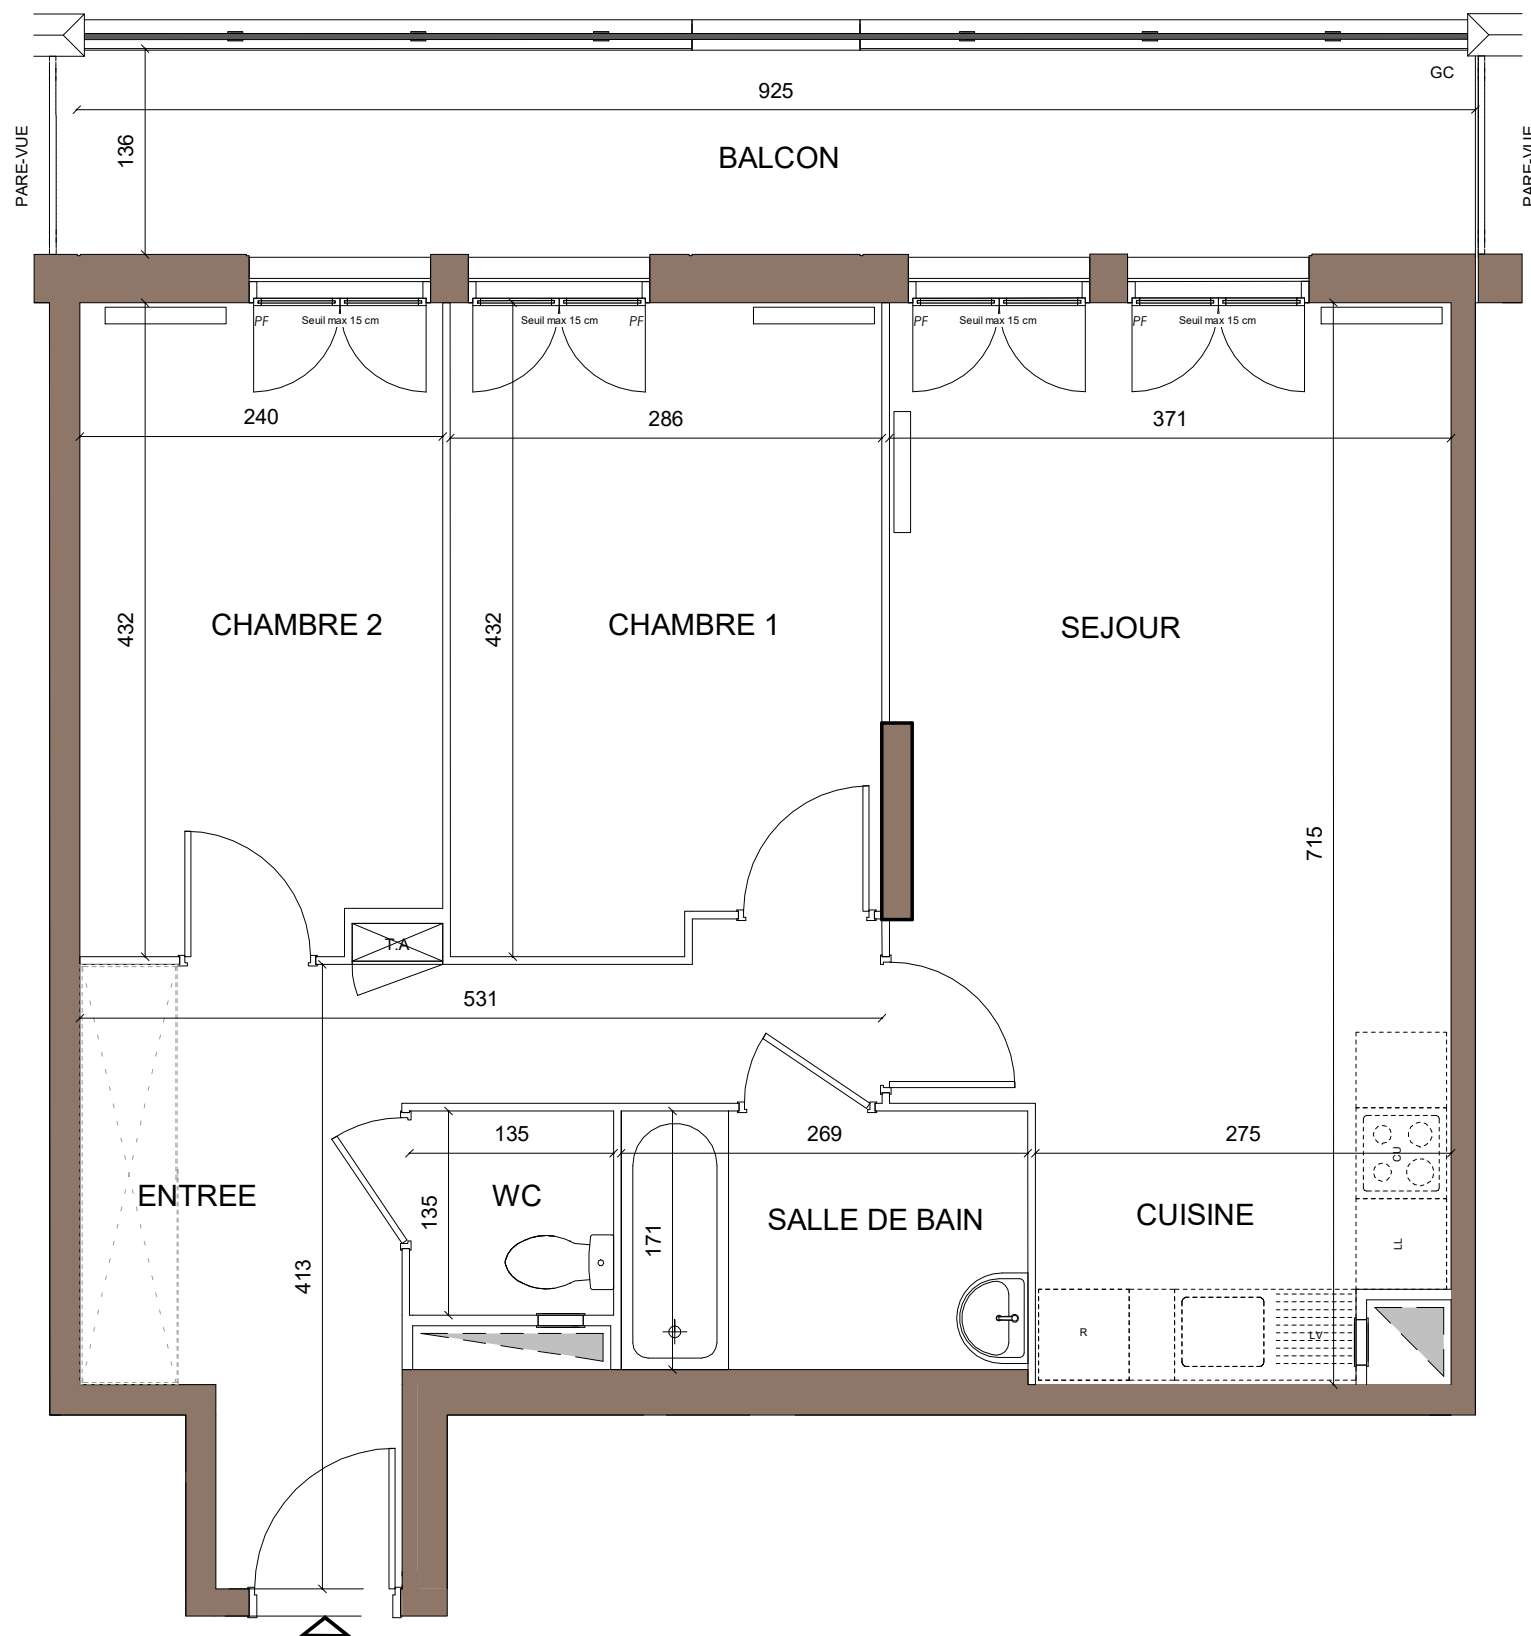 GC
925
PARE-VUE
136
BALCON
PARE-VUE
PF
Seuil max 15 cm
Seuil max 15 cm
PF
PF
Seuil max 15 cm
PF
Seuil max 15 cm
240
286
371
432
CHAMBRE 2
432
CHAMBRE 1
SEJOUR
715
T.A
531
135
269
275
CU
ENTREE
135
WC
171
SALLE DE BAIN
CUISINE
LL
413
R
LV